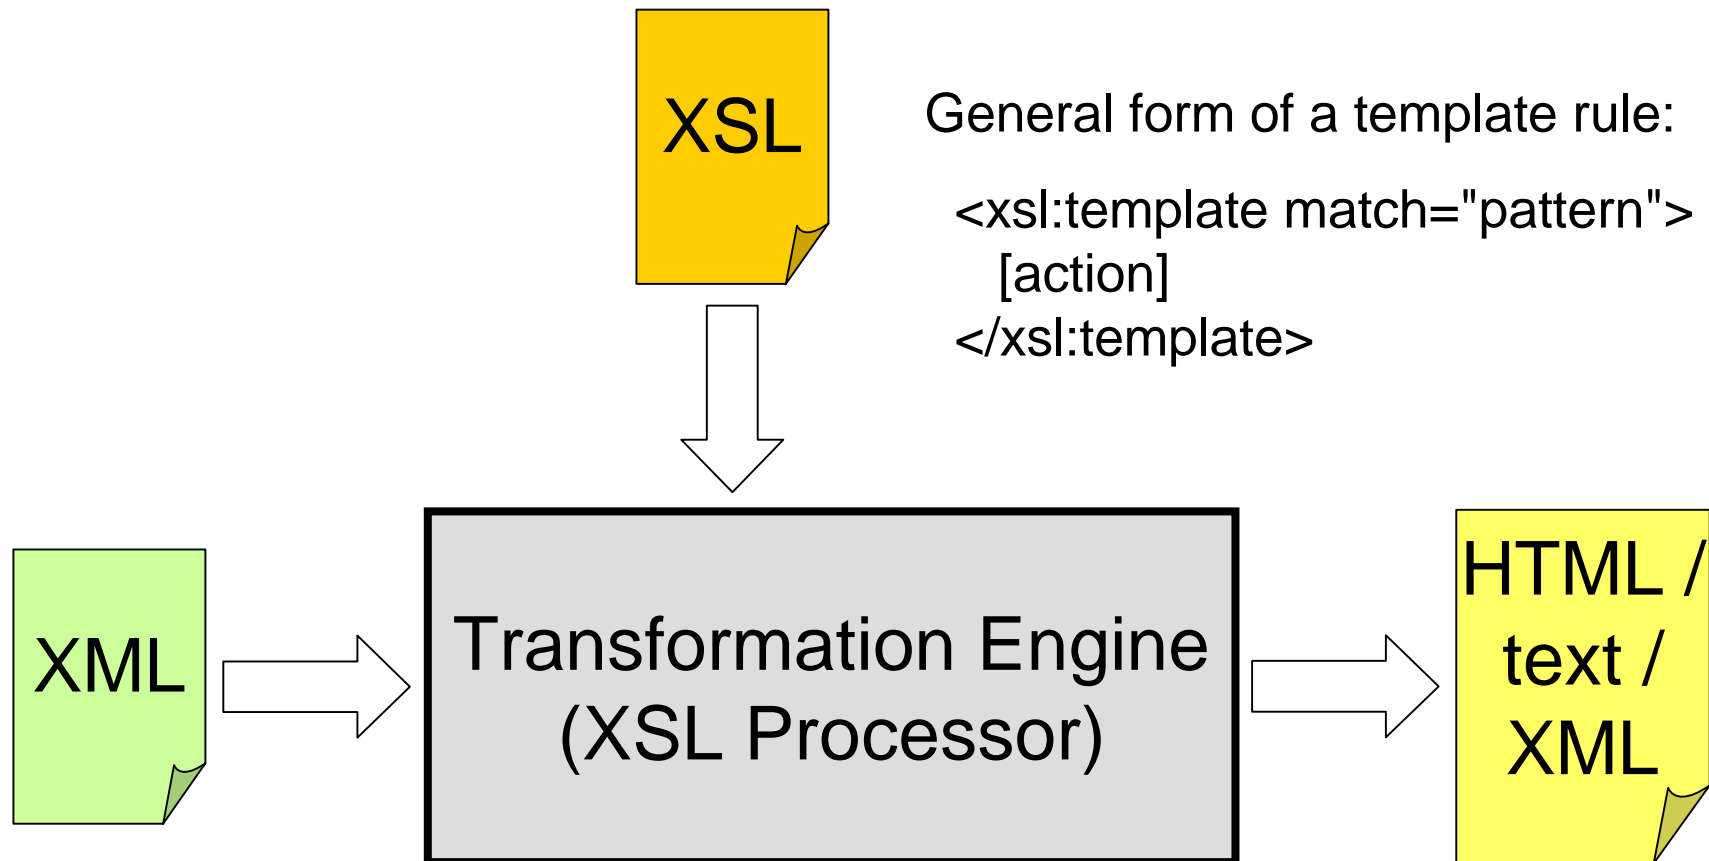 XSL
General form of a template rule:
<xsl:template match="pattern">
[action]
</xsl:template>
XML
Transformation Engine
(XSL Processor)
HTML /
text /
XML